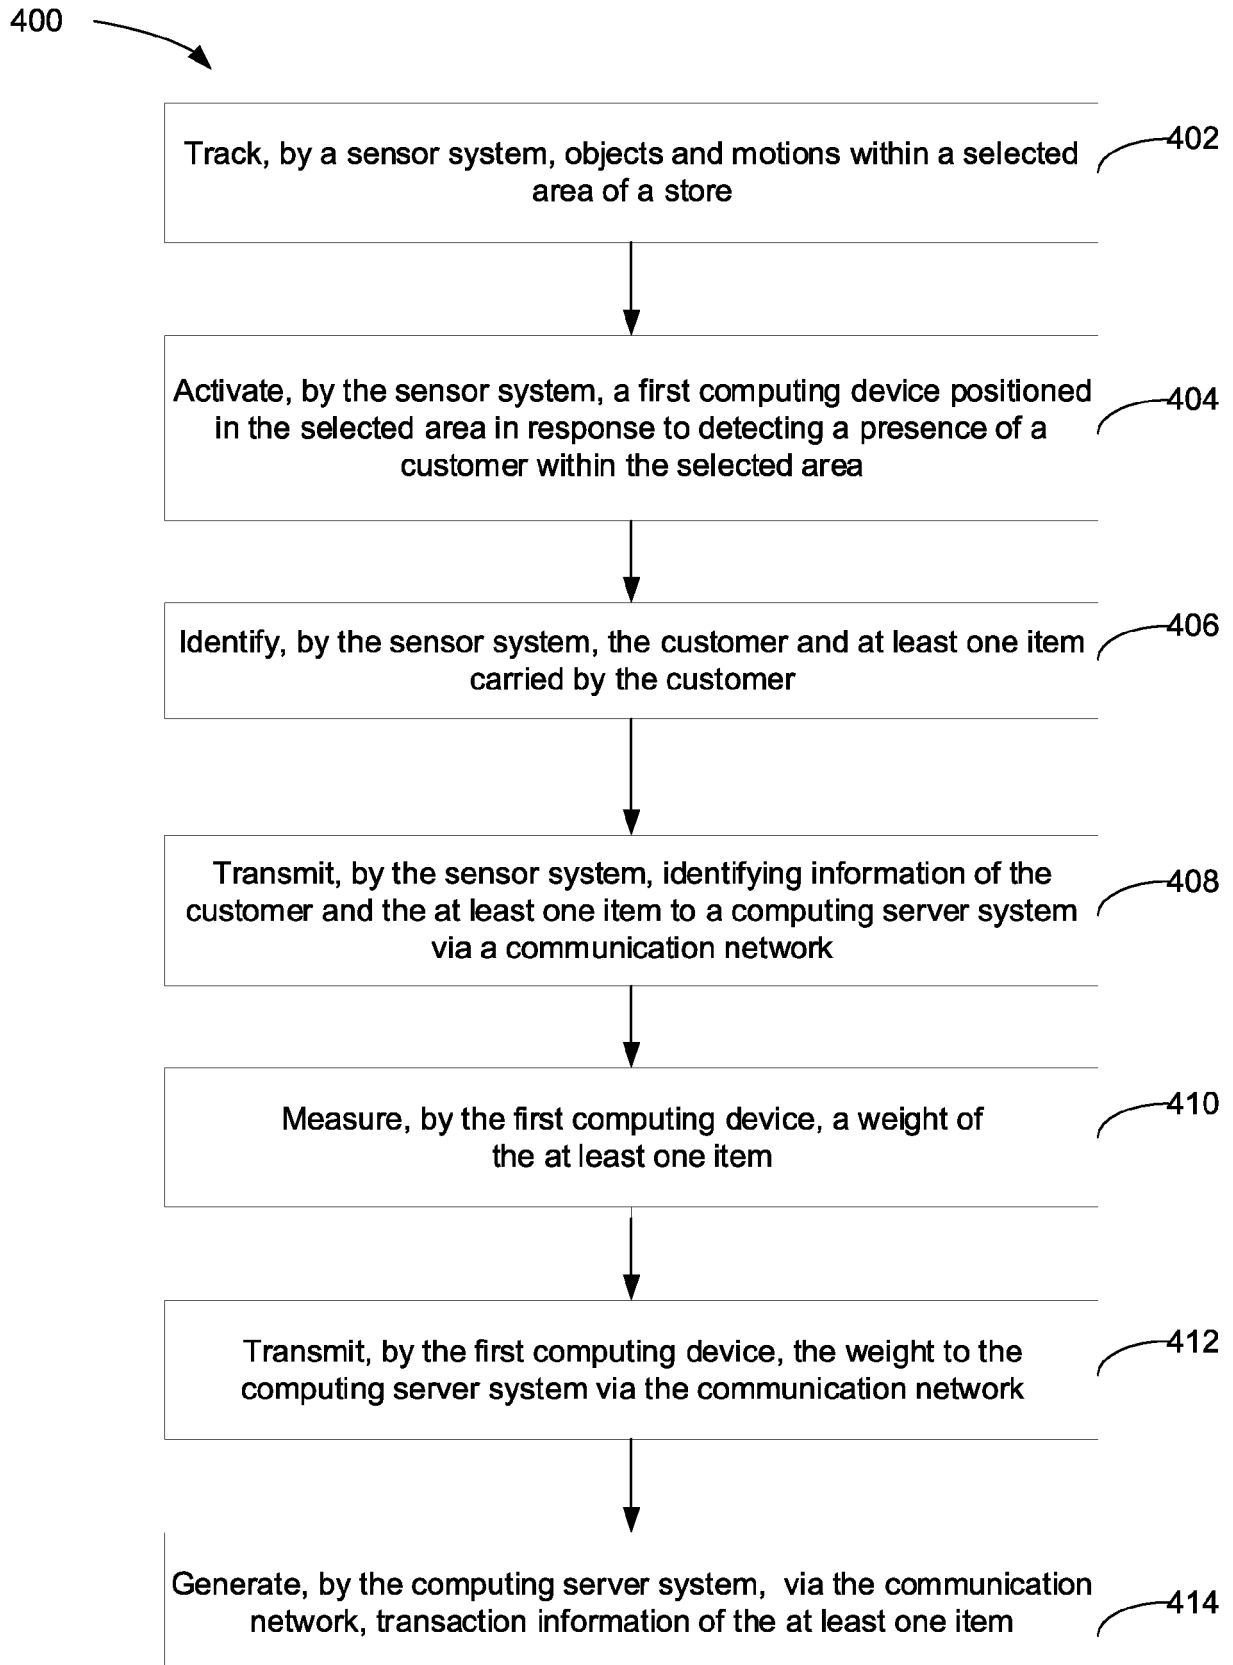 400
402
Track, by a sensor system, objects and motions within a selected
area of a store
404
Activate, by the sensor system, a first computing device positioned
in the selected area in response to detecting a presence of a
customer within the selected area
406
Identify, by the sensor system, the customer and at least one item
carried by the customer
408
Transmit, by the sensor system, identifying information of the
customer and the at least one item to a computing server system
via a communication network
410
Measure, by the first computing device, a weight of
the at least one item
412
Transmit, by the first computing device, the weight to the
computing server system via the communication network
414
Generate, by the computing server system, via the communication
network, transaction information of the at least one item